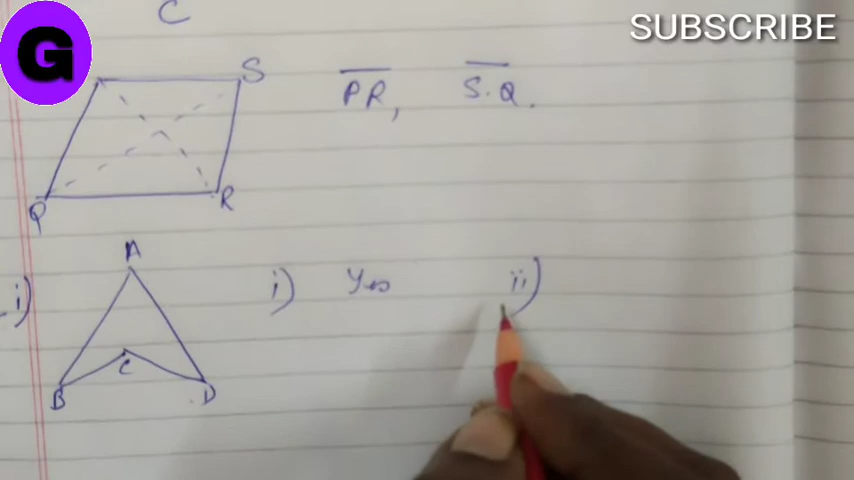 SUBSCRIBE
G
C
S
PR, S.Q.
Q
R
A
i) i) Yes ii)
C
B
D